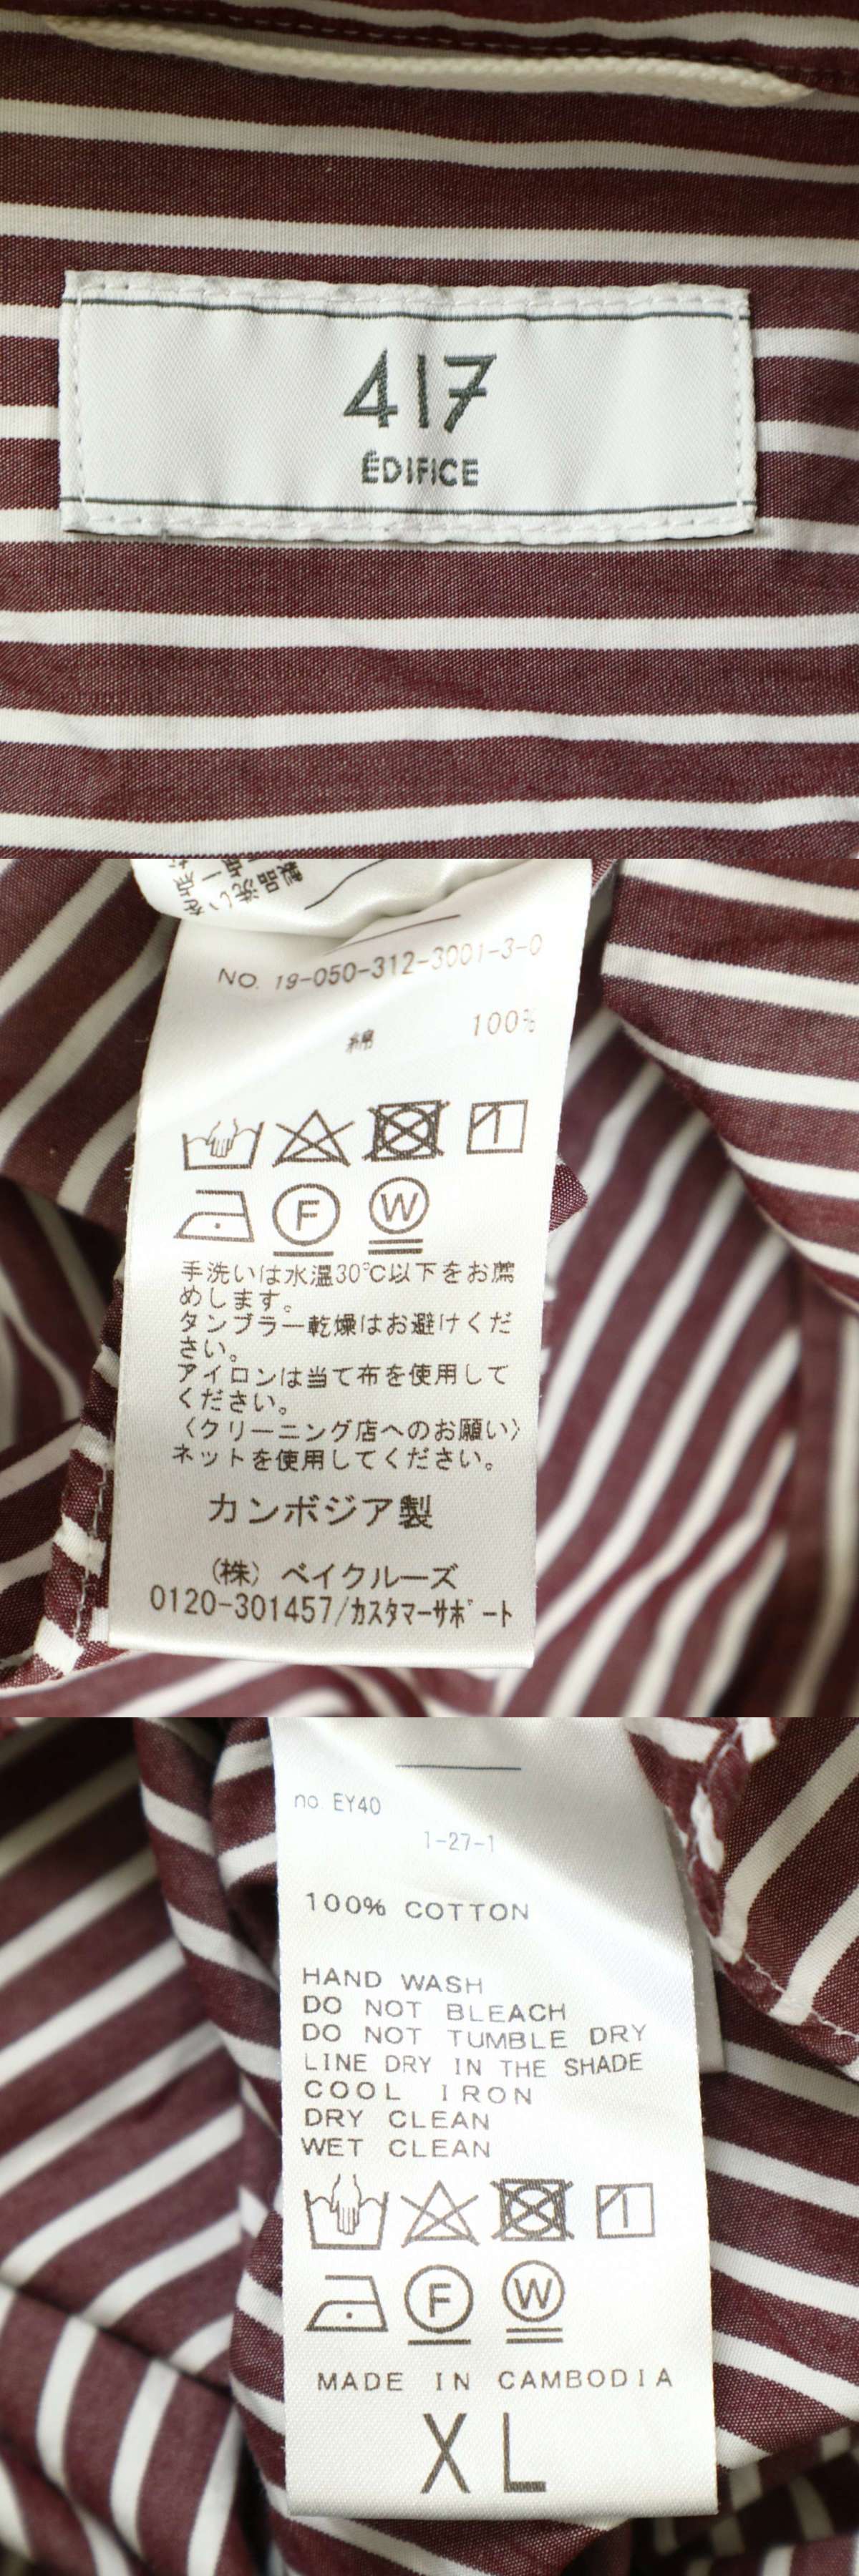 417
ÉDIFICE
製品洗い
NO. 19-050-312-3001-3-0
綿 100%
F W
手洗いは水温30℃以下をお薦
めします。
タンブラー乾燥はお避けくだ
さい。
アイロンは当て布を使用して
ください。
〈クリーニング店へのお願い〉
ネットを使用してください。
カンボジア製
(株) ベイクルーズ
0120-301457/カスタマーサポート
no EY40
1-27-1
100% COTTON
HAND WASH
DO NOT BLEACH
DO NOT TUMBLE DRY
LINE DRY IN THE SHADE
COOL IRON
DRY CLEAN
WET CLEAN
F W
MADE IN CAMBODIA
XL